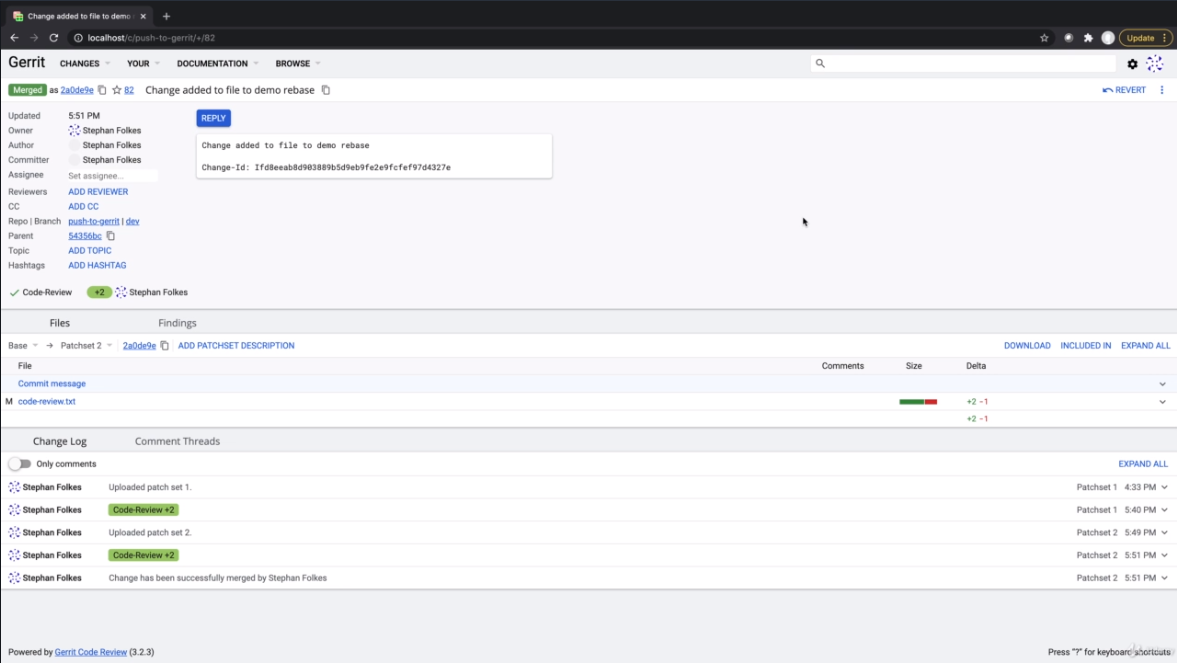 Change added to file to demo
localhost/c/push-to-gerrit/+/82
Update
Gerrit CHANGES YOUR DOCUMENTATION BROWSE
Merged as 2a0de9e 82 Change added to file to demo rebase REVERT
Updated 5:51 PM
REPLY
Owner Stephan Folkes
Author Stephan Folkes
Committer Stephan Folkes
Assignee Set assignee...
Reviewers ADD REVIEWER
CC ADD CC
Repo | Branch push-to-gerrit | dev
Parent 54356bc
Topic ADD TOPIC
Hashtags ADD HASHTAG
Change added to file to demo rebase
Change-Id: Ifd8eeab8d903889b5d9eb9fe2e9fcfef97d4327e
Code-Review +2 Stephan Folkes
Files Findings
Base → Patchset 2 2a0de9e ADD PATCHSET DESCRIPTION DOWNLOAD INCLUDED IN EXPAND ALL
File Comments Size Delta
Commit message
M code-review.txt +2 -1
+2 -1
Change Log Comment Threads
Only comments EXPAND ALL
Stephan Folkes Uploaded patch set 1. Patchset 1 4:33 PM
Stephan Folkes Code-Review +2 Patchset 1 5:40 PM
Stephan Folkes Uploaded patch set 2. Patchset 2 5:49 PM
Stephan Folkes Code-Review +2 Patchset 2 5:51 PM
Stephan Folkes Change has been successfully merged by Stephan Folkes Patchset 2 5:51 PM
Powered by Gerrit Code Review (3.2.3) Press "?" for keyboard shortcuts